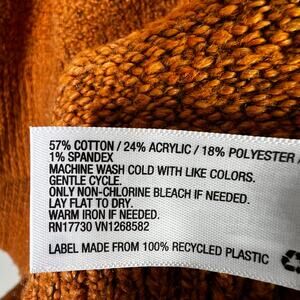 57% COTTON / 24% ACRYLIC / 18% POLYESTER /
1% SPANDEX
MACHINE WASH COLD WITH LIKE COLORS.
GENTLE CYCLE.
ONLY NON-CHLORINE BLEACH IF NEEDED.
LAY FLAT TO DRY.
WARM IRON IF NEEDED.
RN17730 VN1268582
LABEL MADE FROM 100% RECYCLED PLASTIC